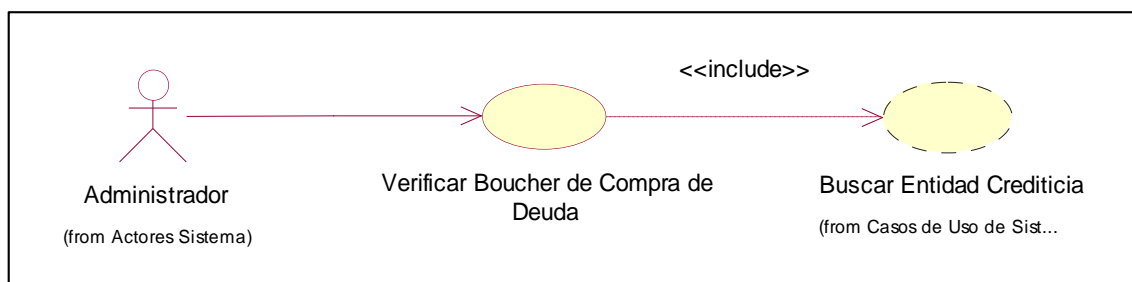 <<include>>
Administrador
(from Actores Sistema)
Verificar Boucher de Compra de
Deuda
Buscar Entidad Crediticia
(from Casos de Uso de Sist...